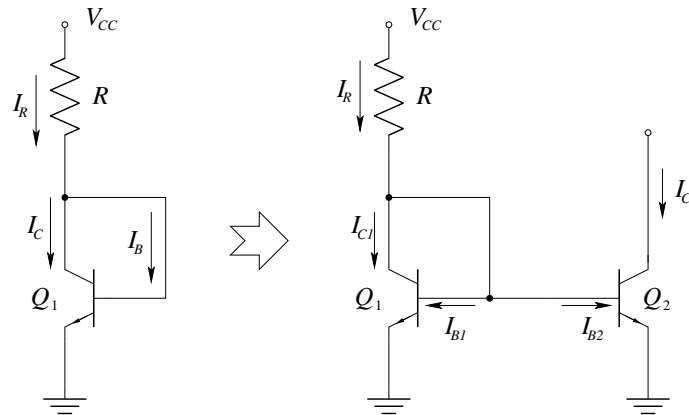 V_CC
I_R
R
I_C
I_B
Q_1
V_CC
I_R
R
I_C1
I_C
Q_1
I_B1
I_B2
Q_2